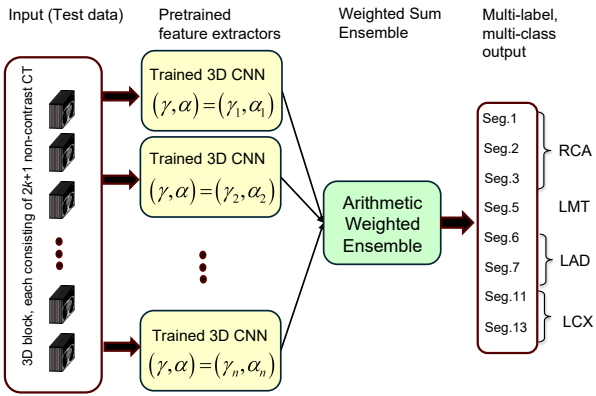 Input (Test data)
Pretrained
feature extractors
Weighted Sum
Ensemble
Multi-label,
multi-class
output
3D block, each consisting of 2k+1 non-contrast CT
Trained 3D CNN
(γ,α)=(γ₁,α₁)
Trained 3D CNN
(γ,α)=(γ₂,α₂)
Trained 3D CNN
(γ,α)=(γₙ,αₙ)
Arithmetic
Weighted
Ensemble
Seg.1
Seg.2
Seg.3
Seg.5
Seg.6
Seg.7
Seg.11
Seg.13
RCA
LMT
LAD
LCX